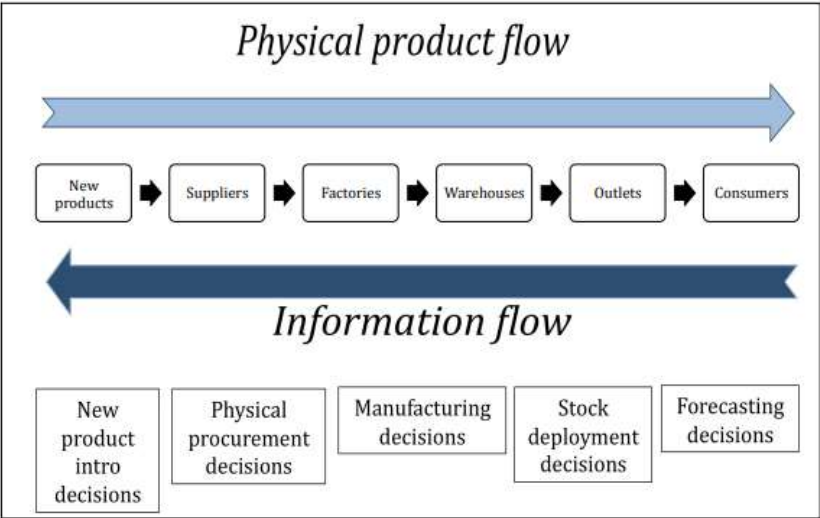 Physical product flow
New
products
Suppliers
Factories
Warehouses
Outlets
Consumers
Information flow
New
product
intro
decisions
Physical
procurement
decisions
Manufacturing
decisions
Stock
deployment
decisions
Forecasting
decisions